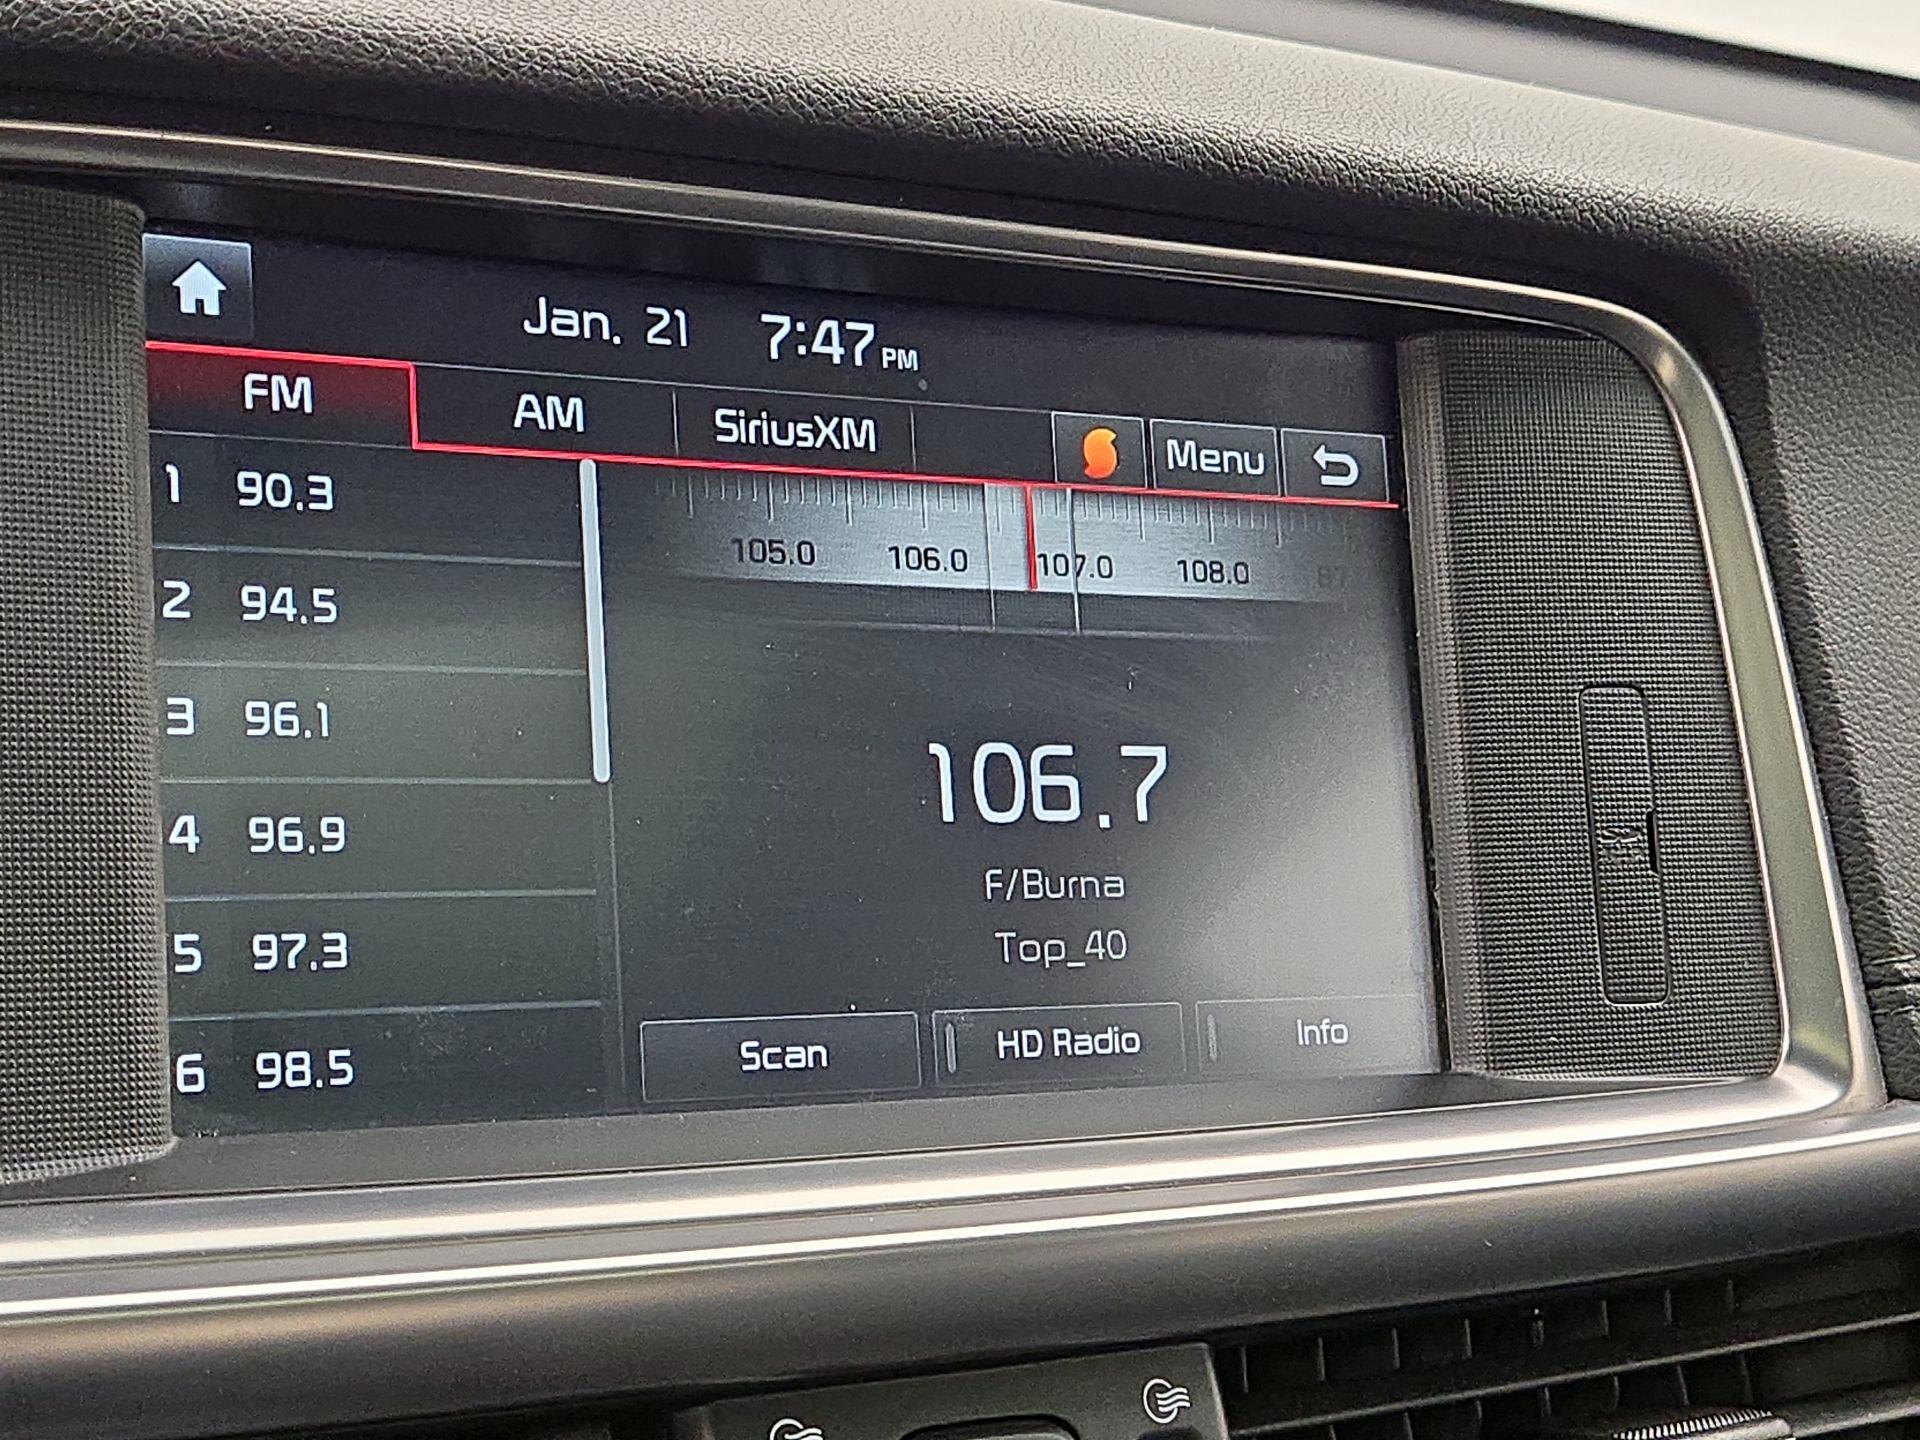 Jan. 21 7:47 PM
FM AM SiriusXM Menu
1 90.3
2 94.5
3 96.1
4 96.9
5 97.3
6 98.5
105.0 106.0 107.0 108.0 87
106.7
F/Burna
Top_40
Scan HD Radio Info